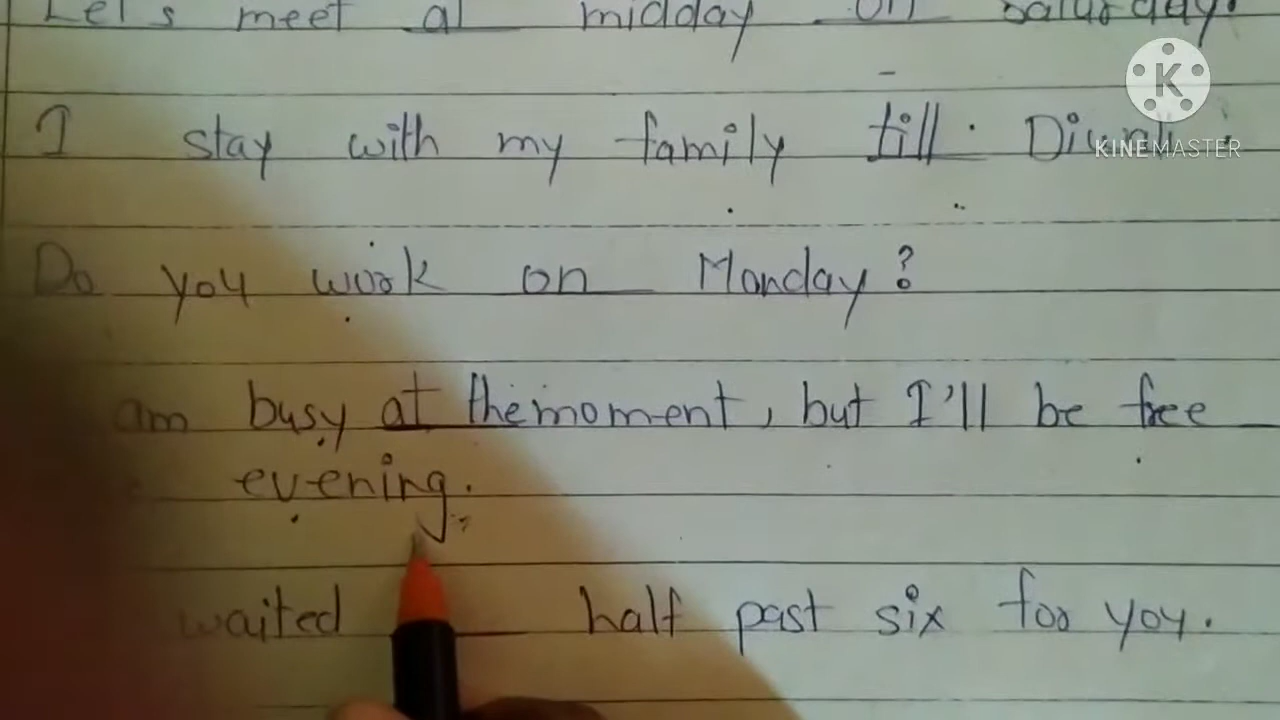 Let's meet at midday on saturday.
K
I stay with my family till Diwali.
KINEMASTER
Do you work on Monday?
am busy at the moment, but I'll be free
evening.
waited half past six for you.